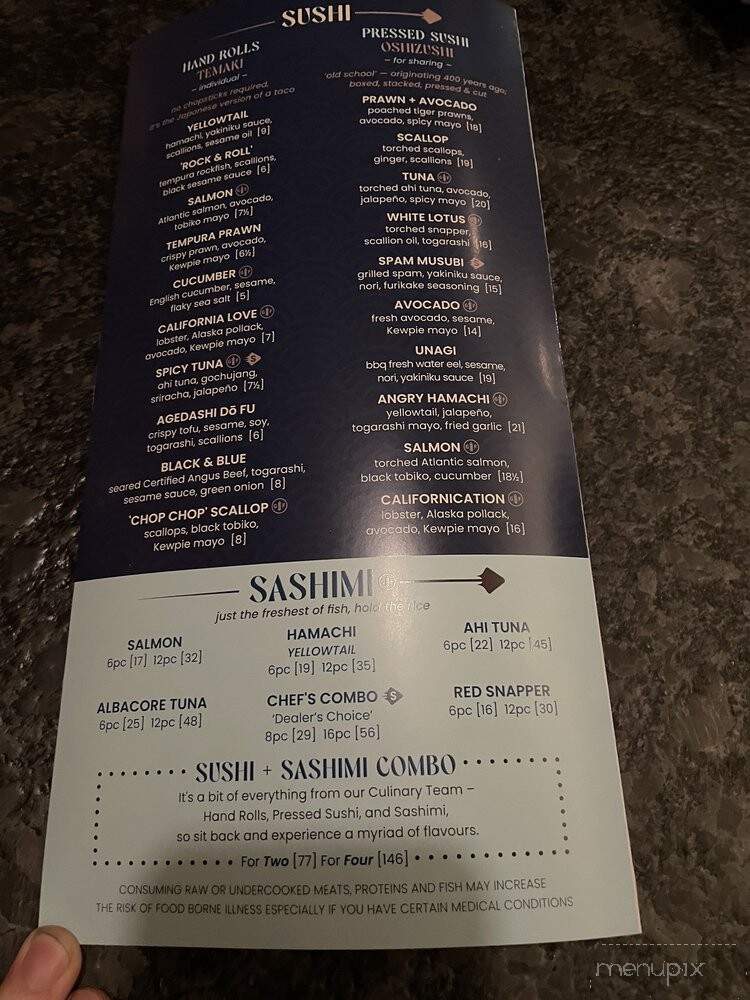 SUSHI
HAND ROLLS
TEMAKI
– individual –
no chopsticks required,
it's the Japanese version of a taco
YELLOWTAIL
hamachi, yakiniku sauce,
scallions, sesame oil [9]
'ROCK & ROLL'
tempura rockfish, scallions,
black sesame sauce [6]
SALMON
Atlantic salmon, avocado,
tobiko mayo [7½]
TEMPURA PRAWN
crispy prawn, avocado,
Kewpie mayo [6½]
CUCUMBER
English cucumber, sesame,
flaky sea salt [5]
CALIFORNIA LOVE
lobster, Alaska pollack,
avocado, Kewpie mayo [7]
SPICY TUNA
ahi tuna, gochujang,
sriracha, jalapeño [7½]
AGEDASHI Dō FU
crispy tofu, sesame, soy,
togarashi, scallions [6]
BLACK & BLUE
seared Certified Angus Beef, togarashi,
sesame sauce, green onion [8]
'CHOP CHOP' SCALLOP
scallops, black tobiko,
Kewpie mayo [8]
PRESSED SUSHI
OSHIZUSHI
– for sharing –
'old school' – originating 400 years ago;
boxed, stacked, pressed & cut
PRAWN + AVOCADO
poached tiger prawns,
avocado, spicy mayo [18]
SCALLOP
torched scallops,
ginger, scallions [19]
TUNA
torched ahi tuna, avocado,
jalapeño, spicy mayo [20]
WHITE LOTUS
torched snapper,
scallion oil, togarashi [16]
SPAM MUSUBI
grilled spam, yakiniku sauce,
nori, furikake seasoning [15]
AVOCADO
fresh avocado, sesame,
Kewpie mayo [14]
UNAGI
bbq fresh water eel, sesame,
nori, yakiniku sauce [19]
ANGRY HAMACHI
yellowtail, jalapeño,
togarashi mayo, fried garlic [21]
SALMON
torched Atlantic salmon,
black tobiko, cucumber [18½]
CALIFORNICATION
lobster, Alaska pollack,
avocado, Kewpie mayo [16]
SASHIMI
just the freshest of fish, hold the rice
SALMON
6pc [17] 12pc [32]
HAMACHI
YELLOWTAIL
6pc [19] 12pc [35]
AHI TUNA
6pc [22] 12pc [45]
ALBACORE TUNA
6pc [25] 12pc [48]
CHEF'S COMBO
'Dealer's Choice'
8pc [29] 16pc [56]
RED SNAPPER
6pc [16] 12pc [30]
SUSHI + SASHIMI COMBO
It's a bit of everything from our Culinary Team –
Hand Rolls, Pressed Sushi, and Sashimi,
so sit back and experience a myriad of flavours.
For Two [77] For Four [146]
CONSUMING RAW OR UNDERCOOKED MEATS, PROTEINS AND FISH MAY INCREASE
THE RISK OF FOOD BORNE ILLNESS ESPECIALLY IF YOU HAVE CERTAIN MEDICAL CONDITIONS
menupix